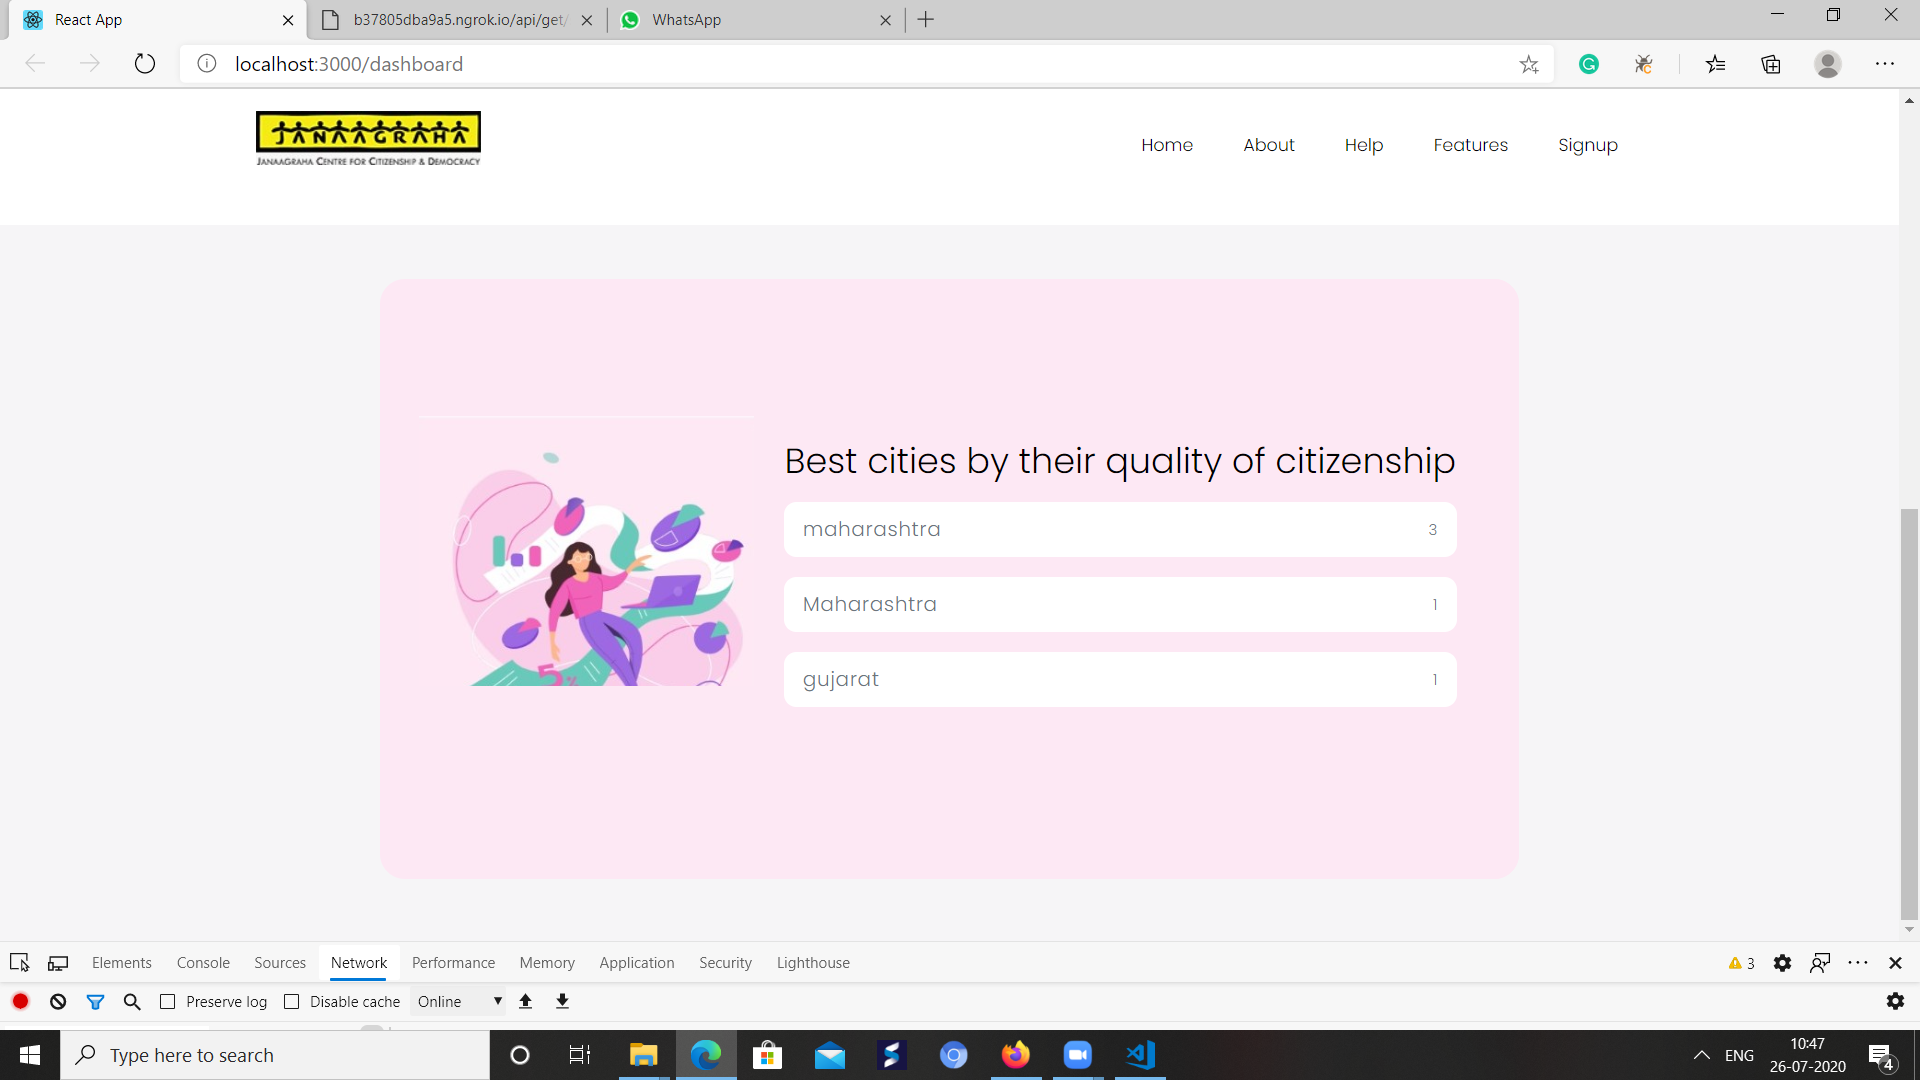 React App
b37805dba9a5.ngrok.io/api/get/
WhatsApp
localhost:3000/dashboard
JANAAGRAHA
JANAAGRAHA CENTRE FOR CITIZENSHIP & DEMOCRACY
Home About Help Features Signup
Best cities by their quality of citizenship
maharashtra 3
Maharashtra 1
gujarat 1
5%
Elements Console Sources Network Performance Memory Application Security Lighthouse 3
Preserve log Disable cache Online
Type here to search
ENG
10:47
26-07-2020
4